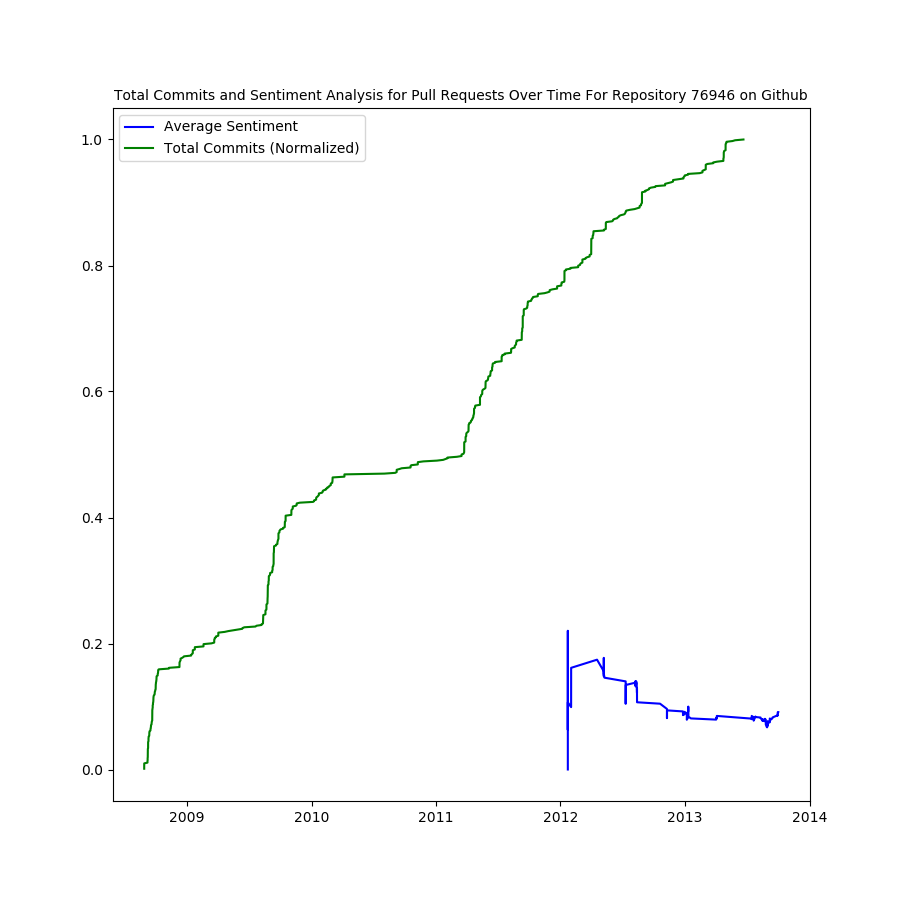 Total Commits and Sentiment Analysis for Pull Requests Over Time For Repository 76946 on Github
Average Sentiment
Total Commits (Normalized)
1.0
0.8
0.6
0.4
0.2
0.0
2009 2010 2011 2012 2013 2014